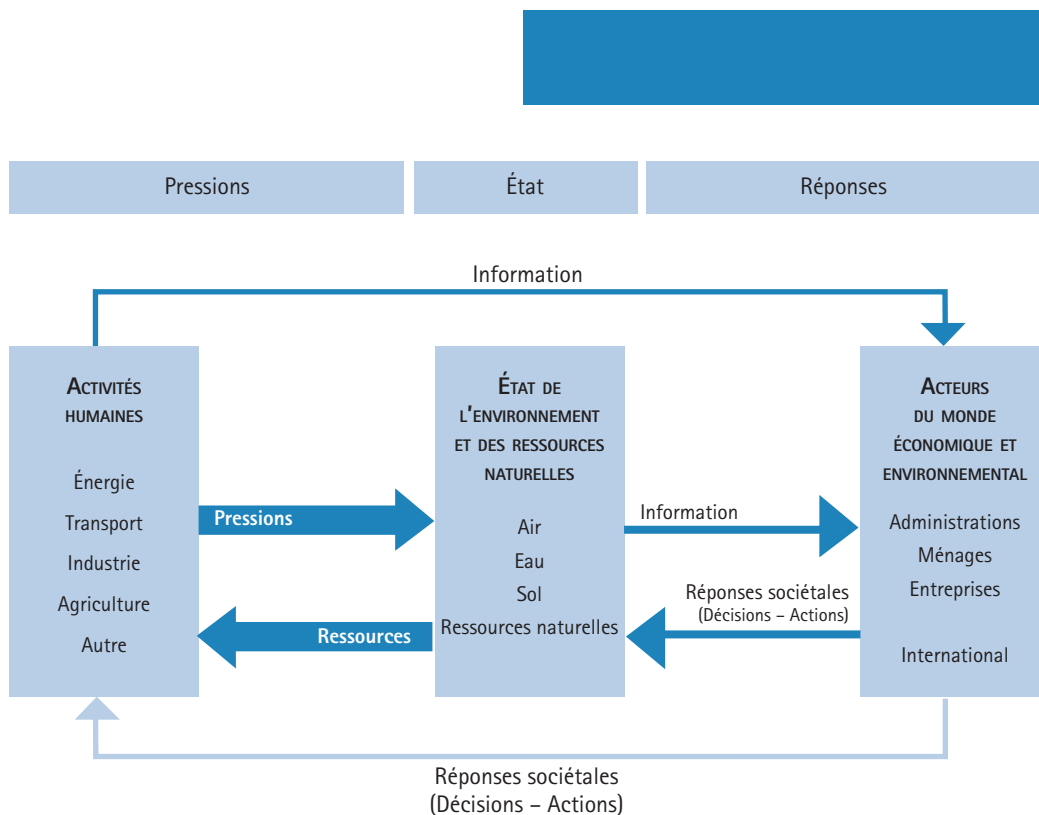 Pressions
État
Réponses
Information
Activités
humaines
Énergie
Transport
Industrie
Agriculture
Autre
Pressions
Ressources
État de
l'environnement
et des ressources
naturelles
Air
Eau
Sol
Ressources naturelles
Information
Réponses sociétales
(Décisions – Actions)
Acteurs
du monde
économique et
environnemental
Administrations
Ménages
Entreprises
International
Réponses sociétales
(Décisions – Actions)